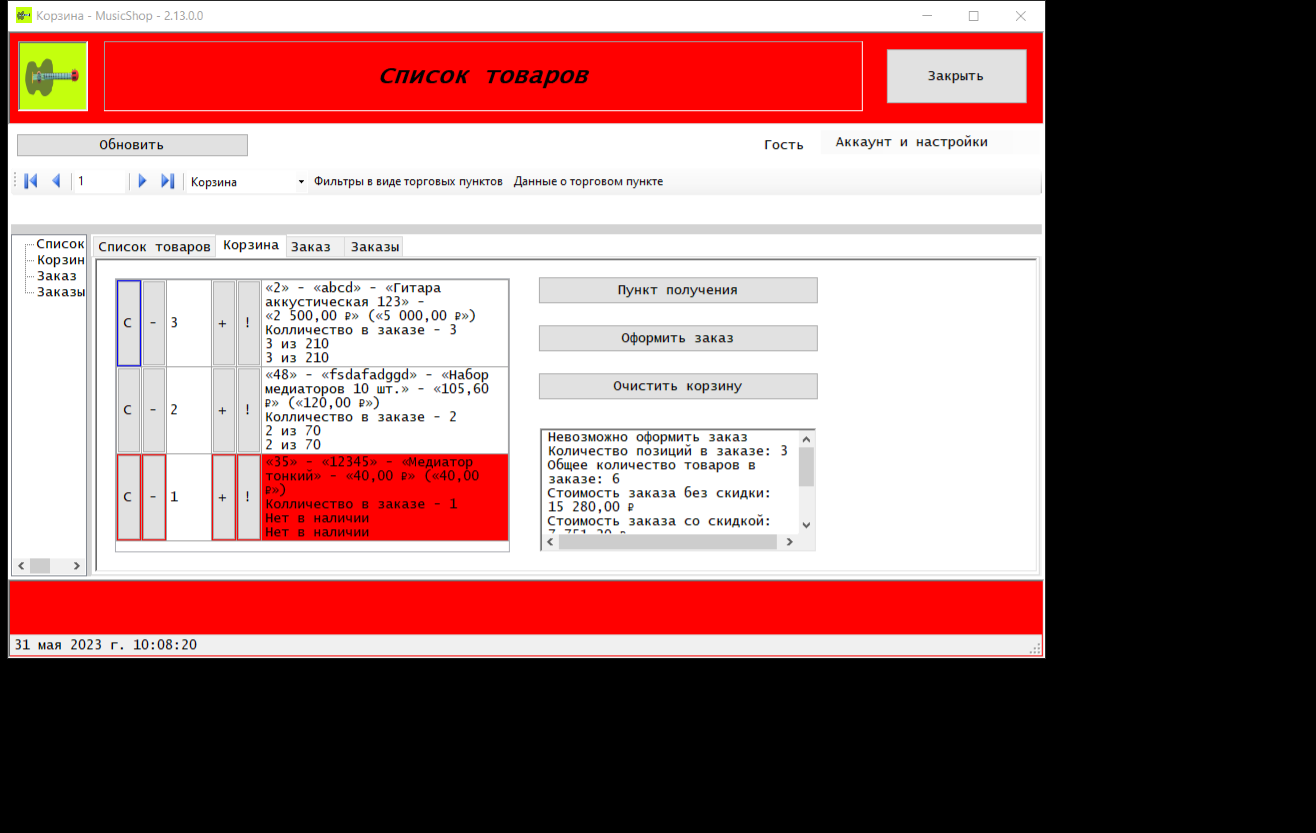 Корзина - MusicShop - 2.13.0.0
Список товаров
Закрыть
Обновить
Гость
Аккаунт и настройки
1
Корзина
Фильтры в виде торговых пунктов
Данные о торговом пункте
Список
Корзин
Заказ
Заказы
Список товаров
Корзина
Заказ
Заказы
С - 3 + !
«2» - «abcd» - «Гитара
аккустическая 123» -
«2 500,00 ₽» («5 000,00 ₽»)
Колличество в заказе - 3
3 из 210
3 из 210
С - 2 + !
«48» - «fsdafadggd» - «Набор
медиаторов 10 шт.» - «105,60
₽» («120,00 ₽»)
Колличество в заказе - 2
2 из 70
2 из 70
С - 1 + !
«35» - «12345» - «Медиатор
тонкий» - «40,00 ₽» («40,00
₽»)
Колличество в заказе - 1
Нет в наличии
Нет в наличии
Пункт получения
Оформить заказ
Очистить корзину
Невозможно оформить заказ
Количество позиций в заказе: 3
Общее количество товаров в
заказе: 6
Стоимость заказа без скидки:
15 280,00 ₽
Стоимость заказа со скидкой:
31 мая 2023 г. 10:08:20